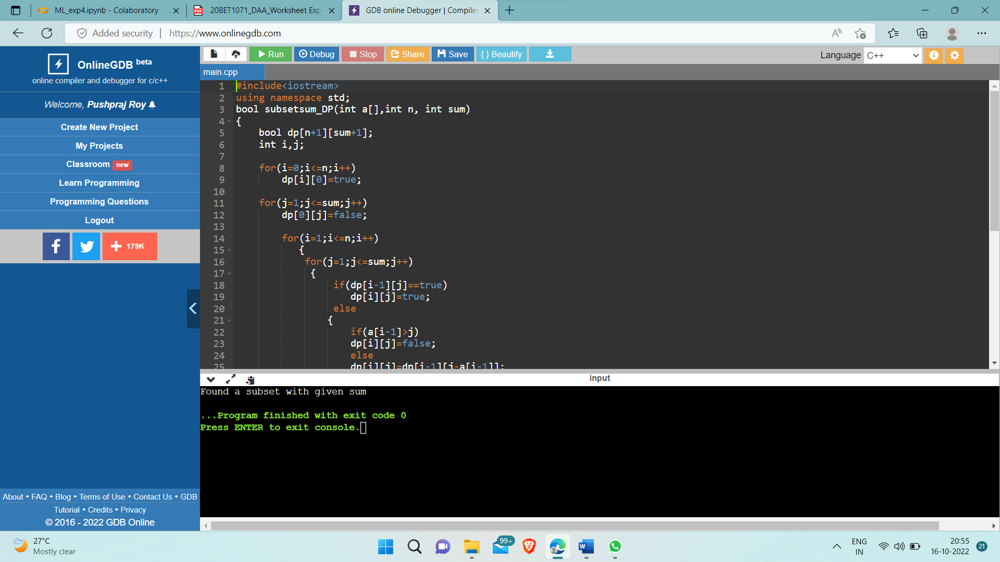 ML_exp4.ipynb - Colaboratory
20BET1071_DAA_Worksheet Exp
GDB online Debugger | Compiler
Added security
https://www.onlinegdb.com
OnlineGDB beta
online compiler and debugger for c/c++
Welcome, Pushpraj Roy
Create New Project
My Projects
Classroom new
Learn Programming
Programming Questions
Logout
179K
About • FAQ • Blog • Terms of Use • Contact Us • GDB
Tutorial • Credits • Privacy
© 2016 - 2022 GDB Online
Run Debug Stop Share Save {} Beautify
Language C++
main.cpp
1 #include<iostream>
2 using namespace std;
3 bool subsetsum_DP(int a[],int n, int sum)
4 {
5 bool dp[n+1][sum+1];
6 int i,j;
7
8 for(i=0;i<=n;i++)
9 dp[i][0]=true;
10
11 for(j=1;j<=sum;j++)
12 dp[0][j]=false;
13
14 for(i=1;i<=n;i++)
15 {
16 for(j=1;j<=sum;j++)
17 {
18 if(dp[i-1][j]==true)
19 dp[i][j]=true;
20 else
21 {
22 if(a[i-1]>j)
23 dp[i][j]=false;
24 else
25 dp[i][j]=dp[i-1][j-a[i-1]];
input
Found a subset with given sum
...Program finished with exit code 0
Press ENTER to exit console.
27°C
Mostly clear
99+
ENG
IN
20:55
16-10-2022
21